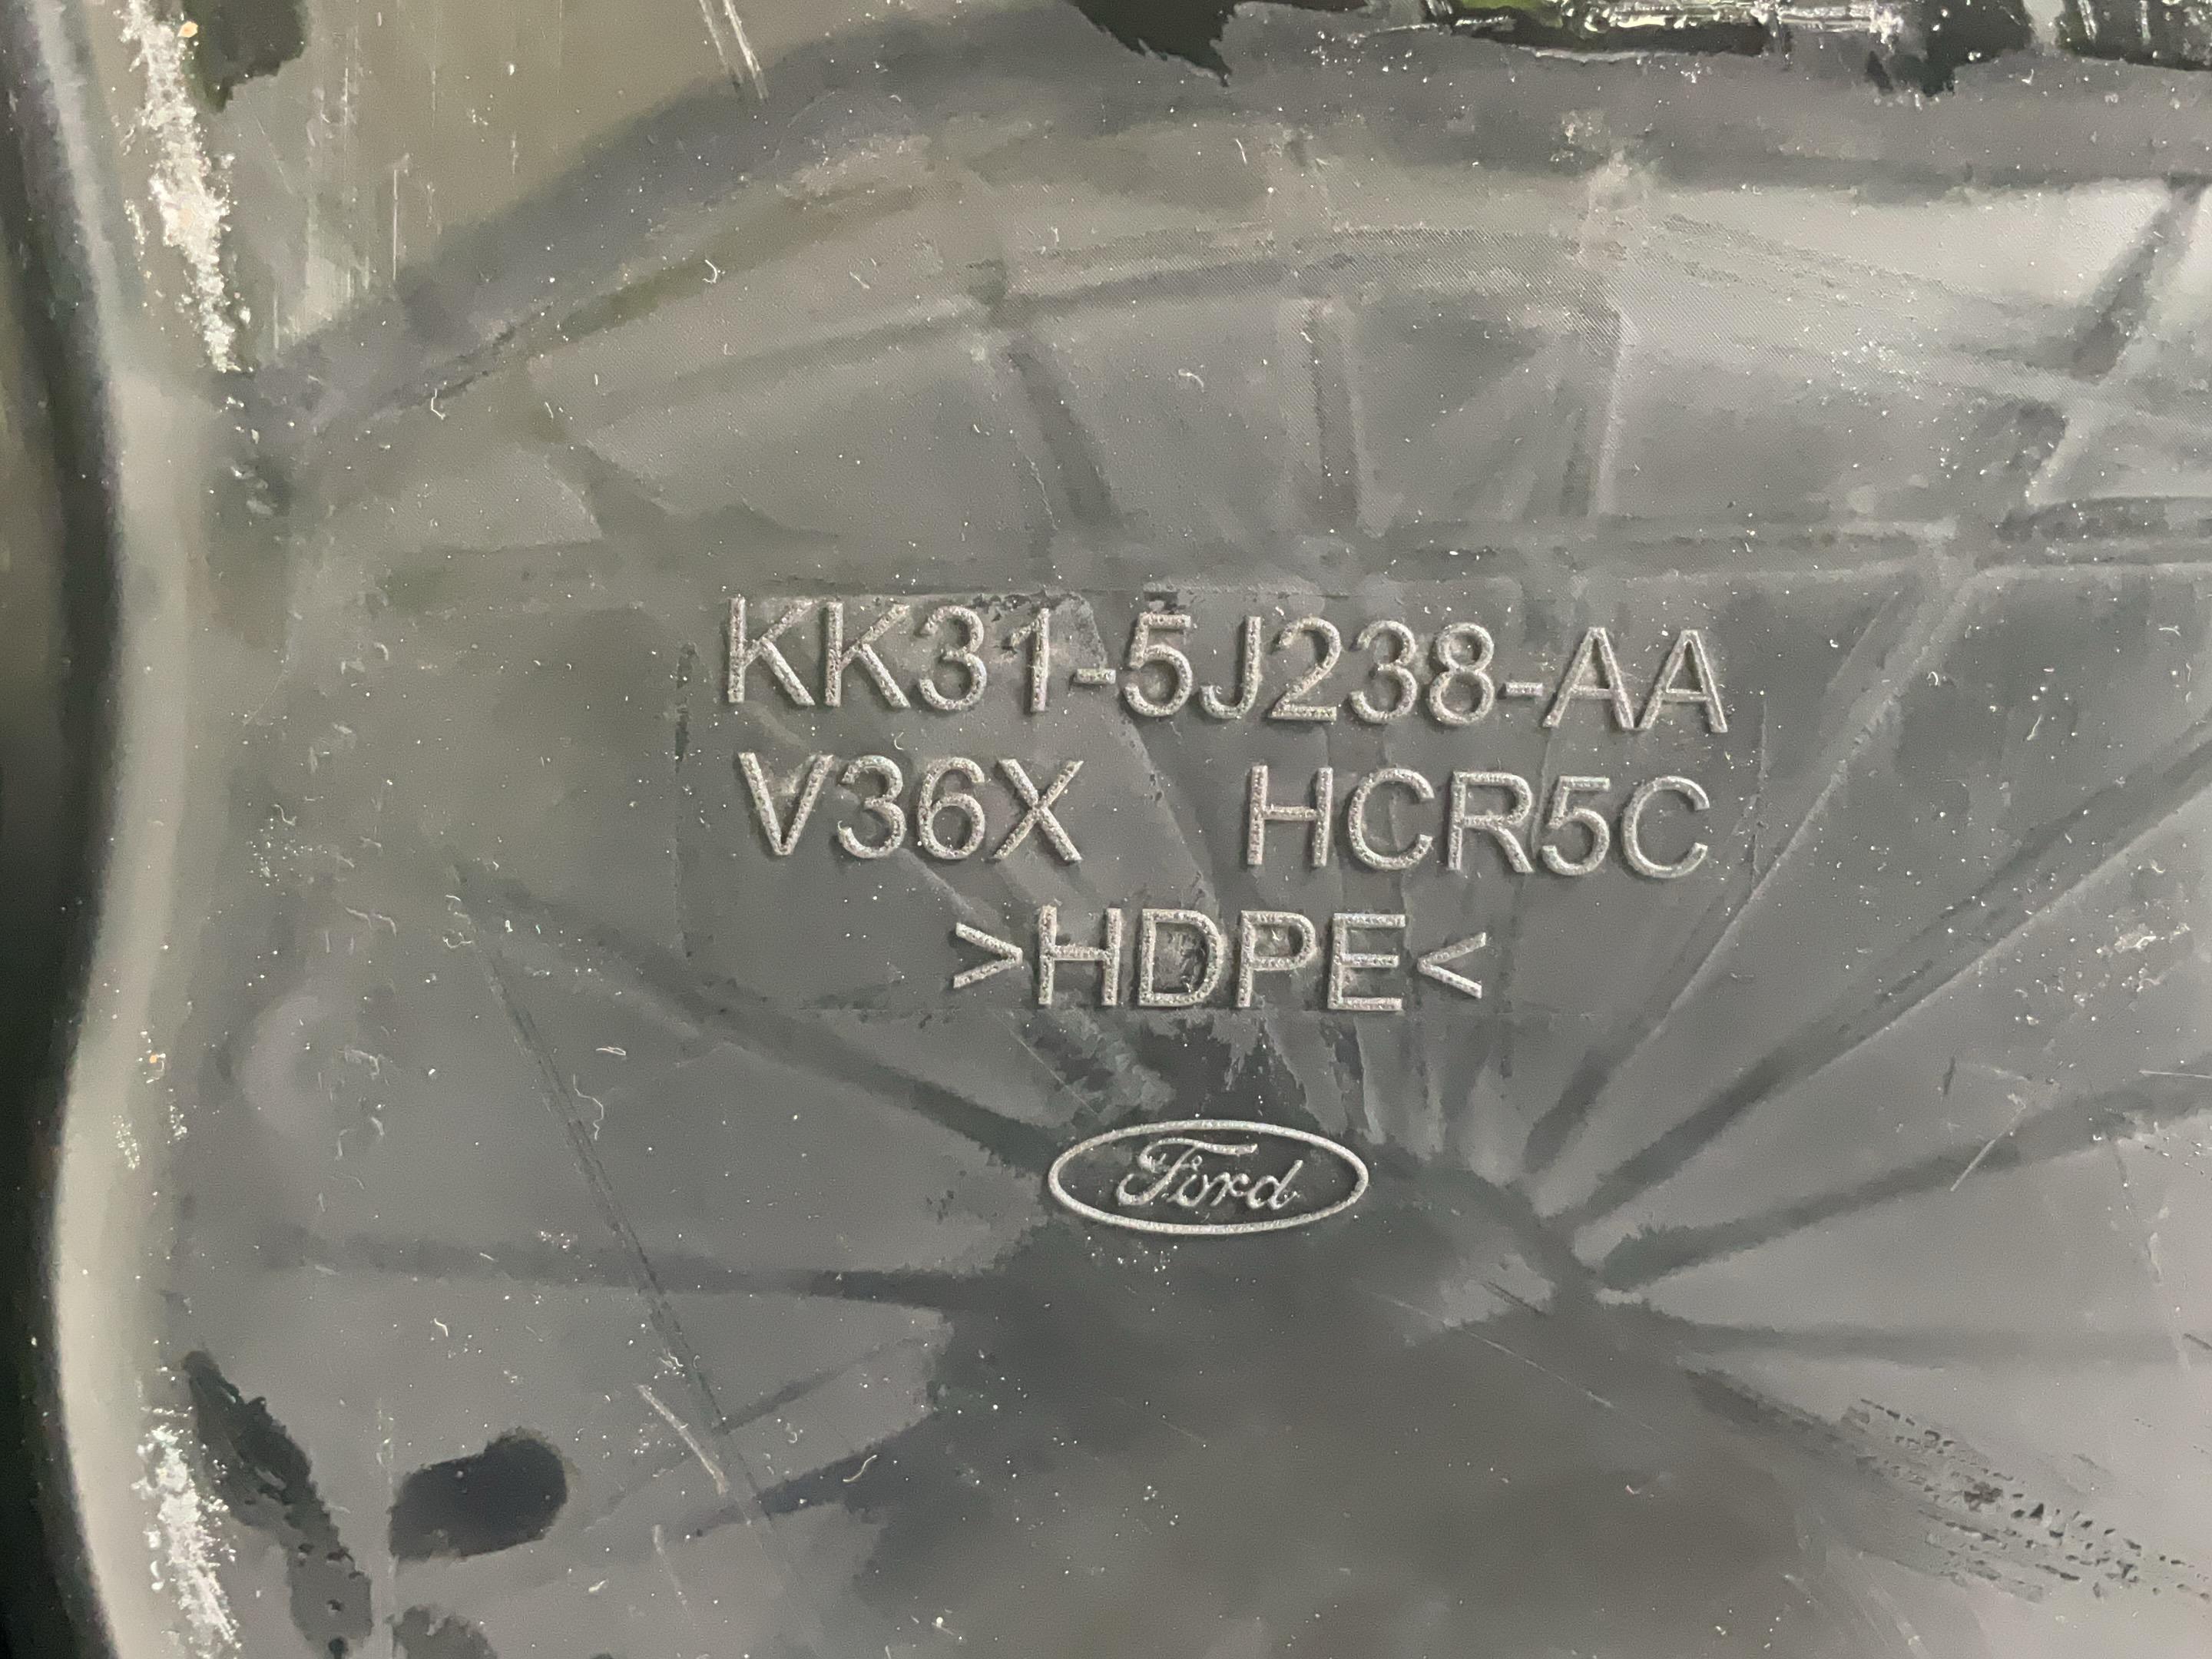 KK31-5J238-AA
V36X HCR5C
>HDPE<
Ford